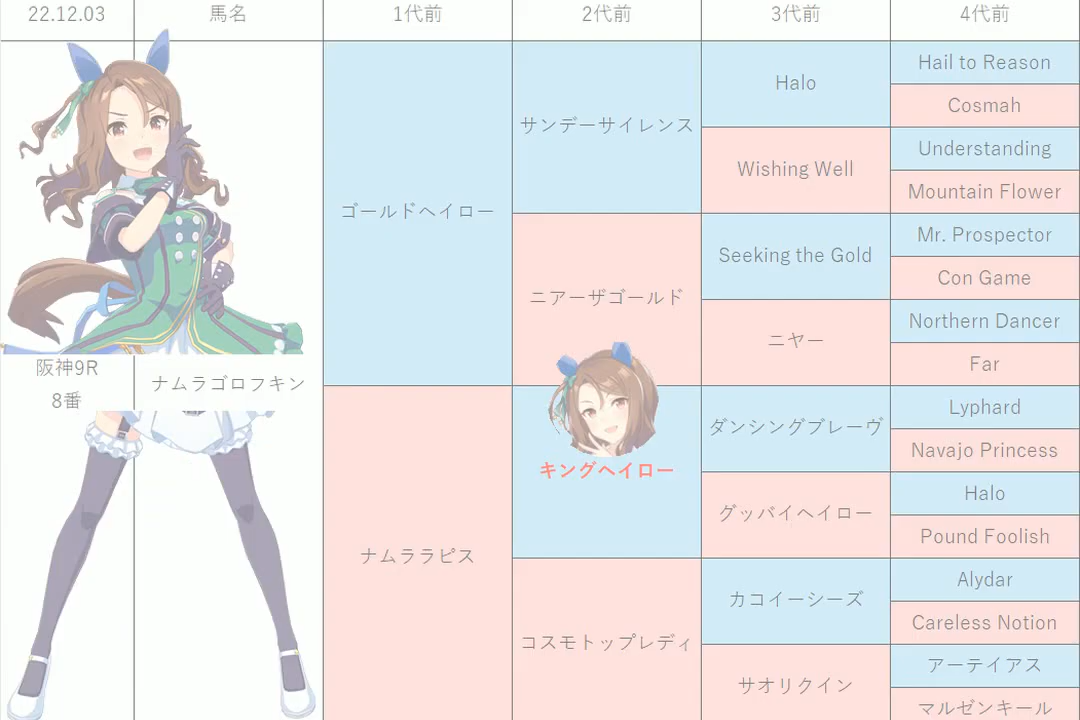 22.12.03
馬名
1代前
2代前
3代前
4代前
阪神9R
8番
ナムラゴロフキン
ゴールドヘイロー
ナムララピス
サンデーサイレンス
ニアーザゴールド
キングヘイロー
コスモトップレディ
Halo
Wishing Well
Seeking the Gold
ニヤー
ダンシングブレーヴ
グッバイヘイロー
カコイーシーズ
サオリクイン
Hail to Reason
Cosmah
Understanding
Mountain Flower
Mr. Prospector
Con Game
Northern Dancer
Far
Lyphard
Navajo Princess
Halo
Pound Foolish
Alydar
Careless Notion
アーテイアス
マルゼンキール